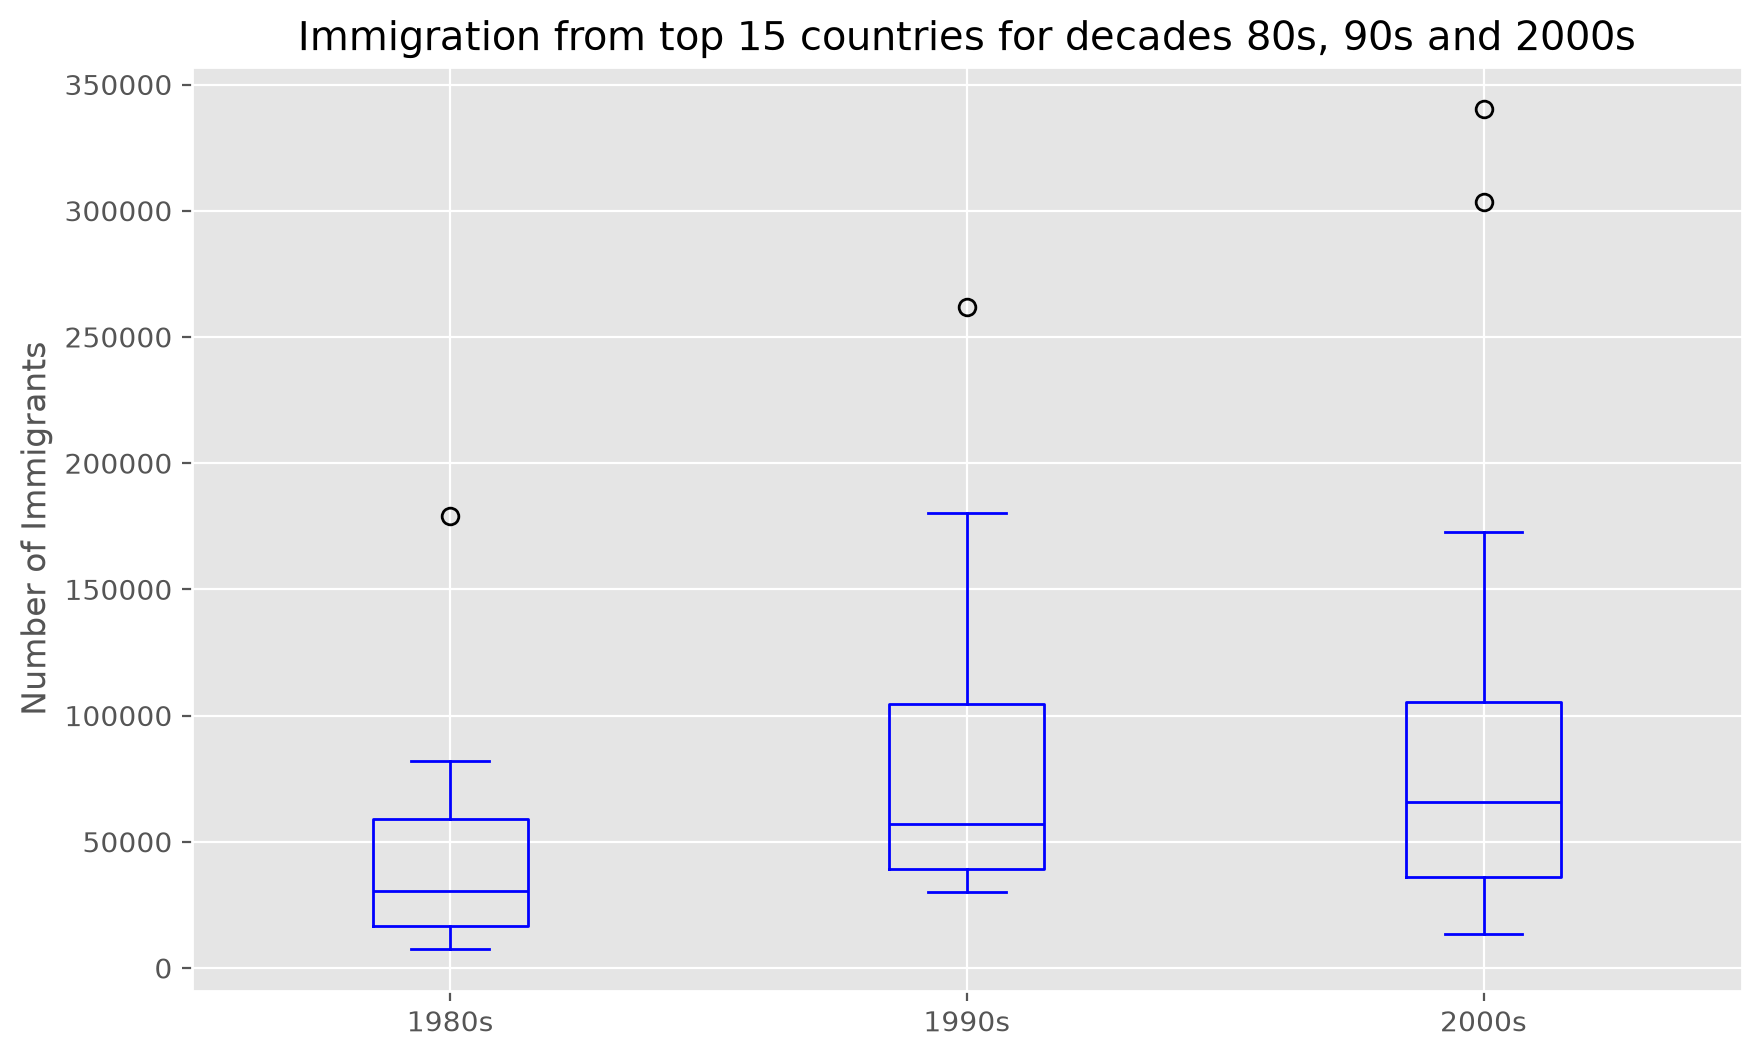 Immigration from top 15 countries for decades 80s, 90s and 2000s
Number of Immigrants
350000
300000
250000
200000
150000
100000
50000
0
1980s
1990s
2000s